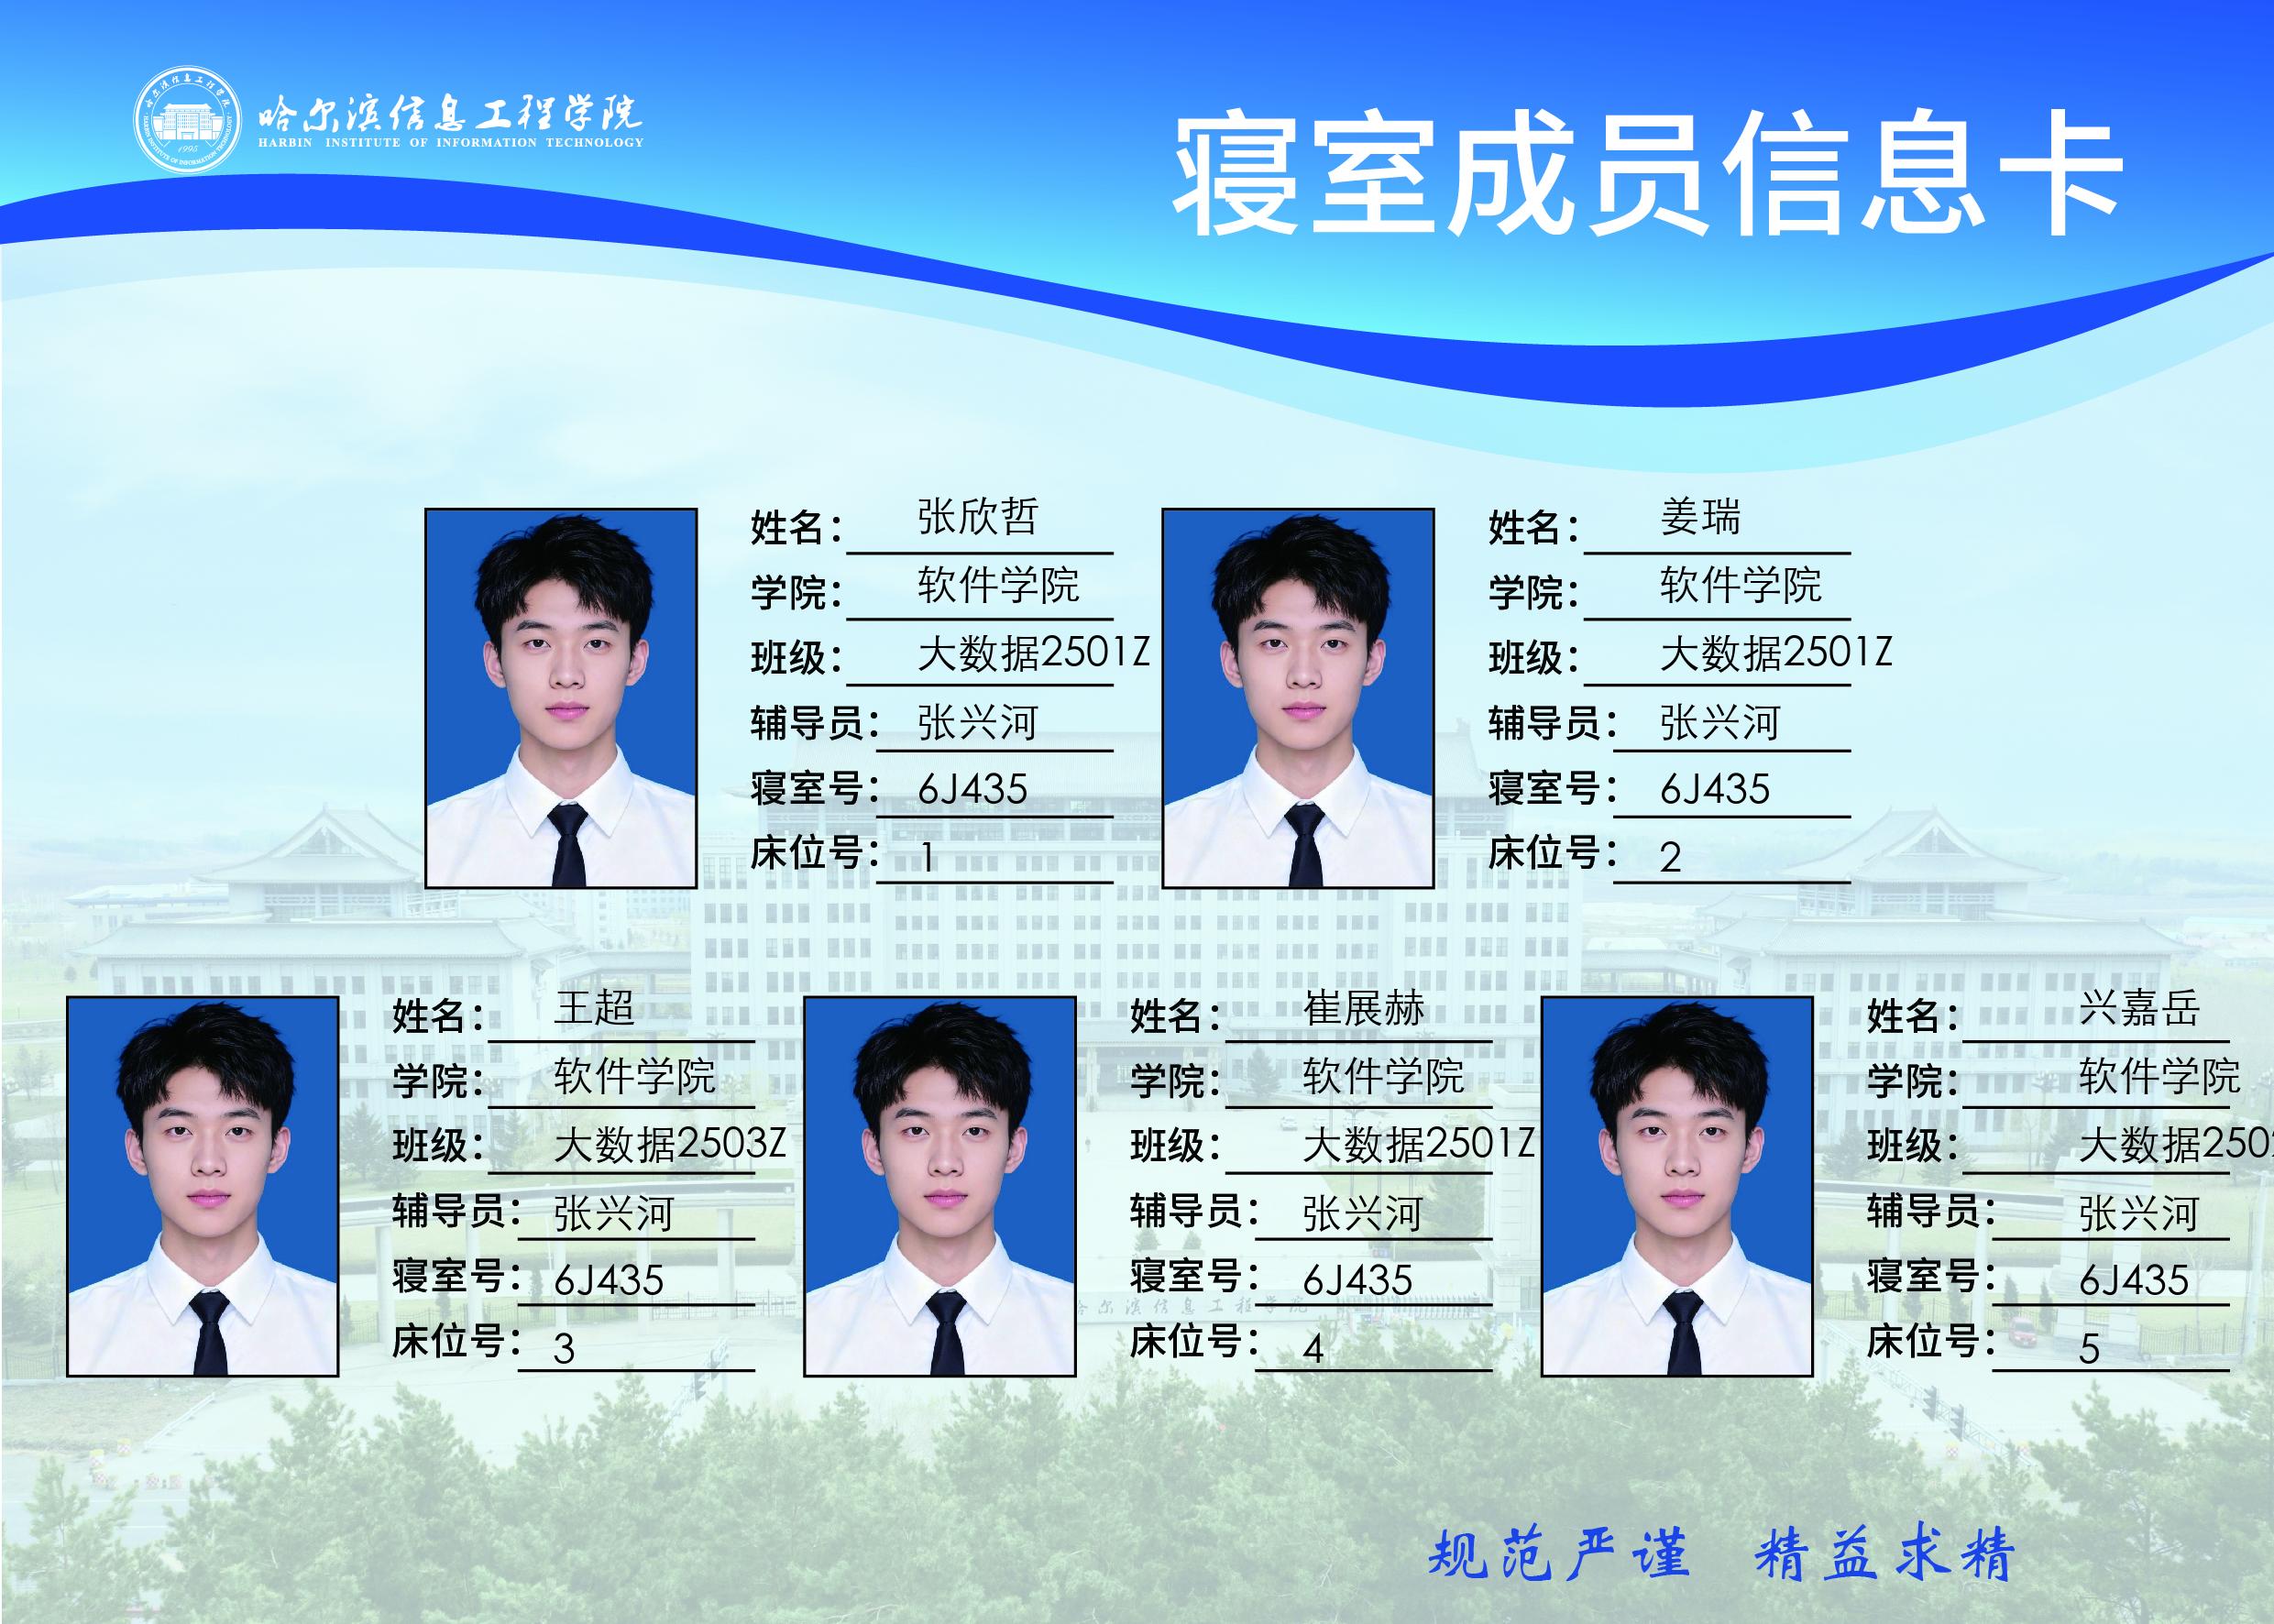 哈尔滨信息工程学院
HARBIN INSTITUTE OF INFORMATION TECHNOLOGY
1995
寝室成员信息卡
姓名： 张欣哲
学院： 软件学院
班级： 大数据2501Z
辅导员： 张兴河
寝室号： 6J435
床位号： 1
姓名： 姜瑞
学院： 软件学院
班级： 大数据2501Z
辅导员： 张兴河
寝室号： 6J435
床位号： 2
姓名： 王超
学院： 软件学院
班级： 大数据2503Z
辅导员： 张兴河
寝室号： 6J435
床位号： 3
姓名： 崔展赫
学院： 软件学院
班级： 大数据2501Z
辅导员： 张兴河
寝室号： 6J435
床位号： 4
姓名： 兴嘉岳
学院： 软件学院
班级： 大数据250
辅导员： 张兴河
寝室号： 6J435
床位号： 5
哈尔滨信息工程学院
规范严谨 精益求精